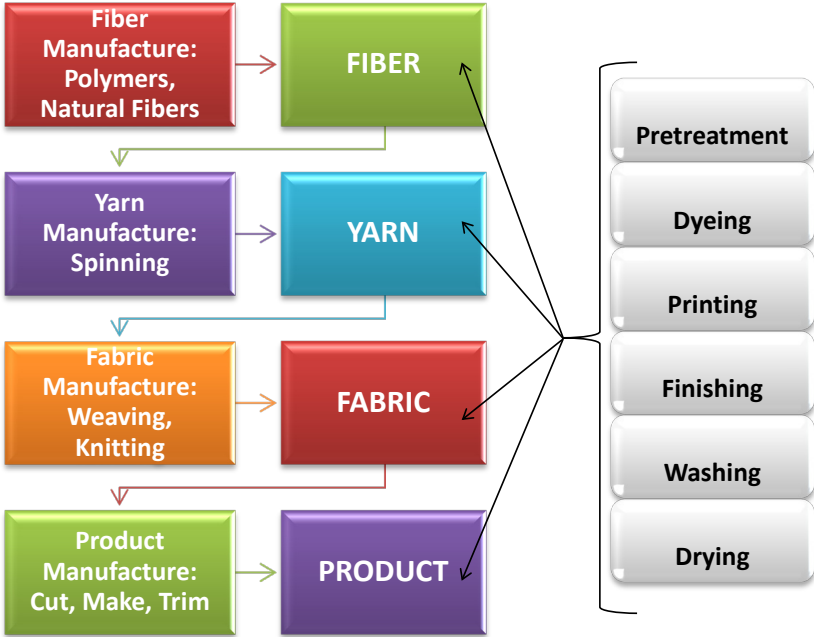 Fiber
Manufacture:
Polymers,
Natural Fibers
FIBER
Yarn
Manufacture:
Spinning
YARN
Fabric
Manufacture:
Weaving,
Knitting
FABRIC
Product
Manufacture:
Cut, Make, Trim
PRODUCT
Pretreatment
Dyeing
Printing
Finishing
Washing
Drying